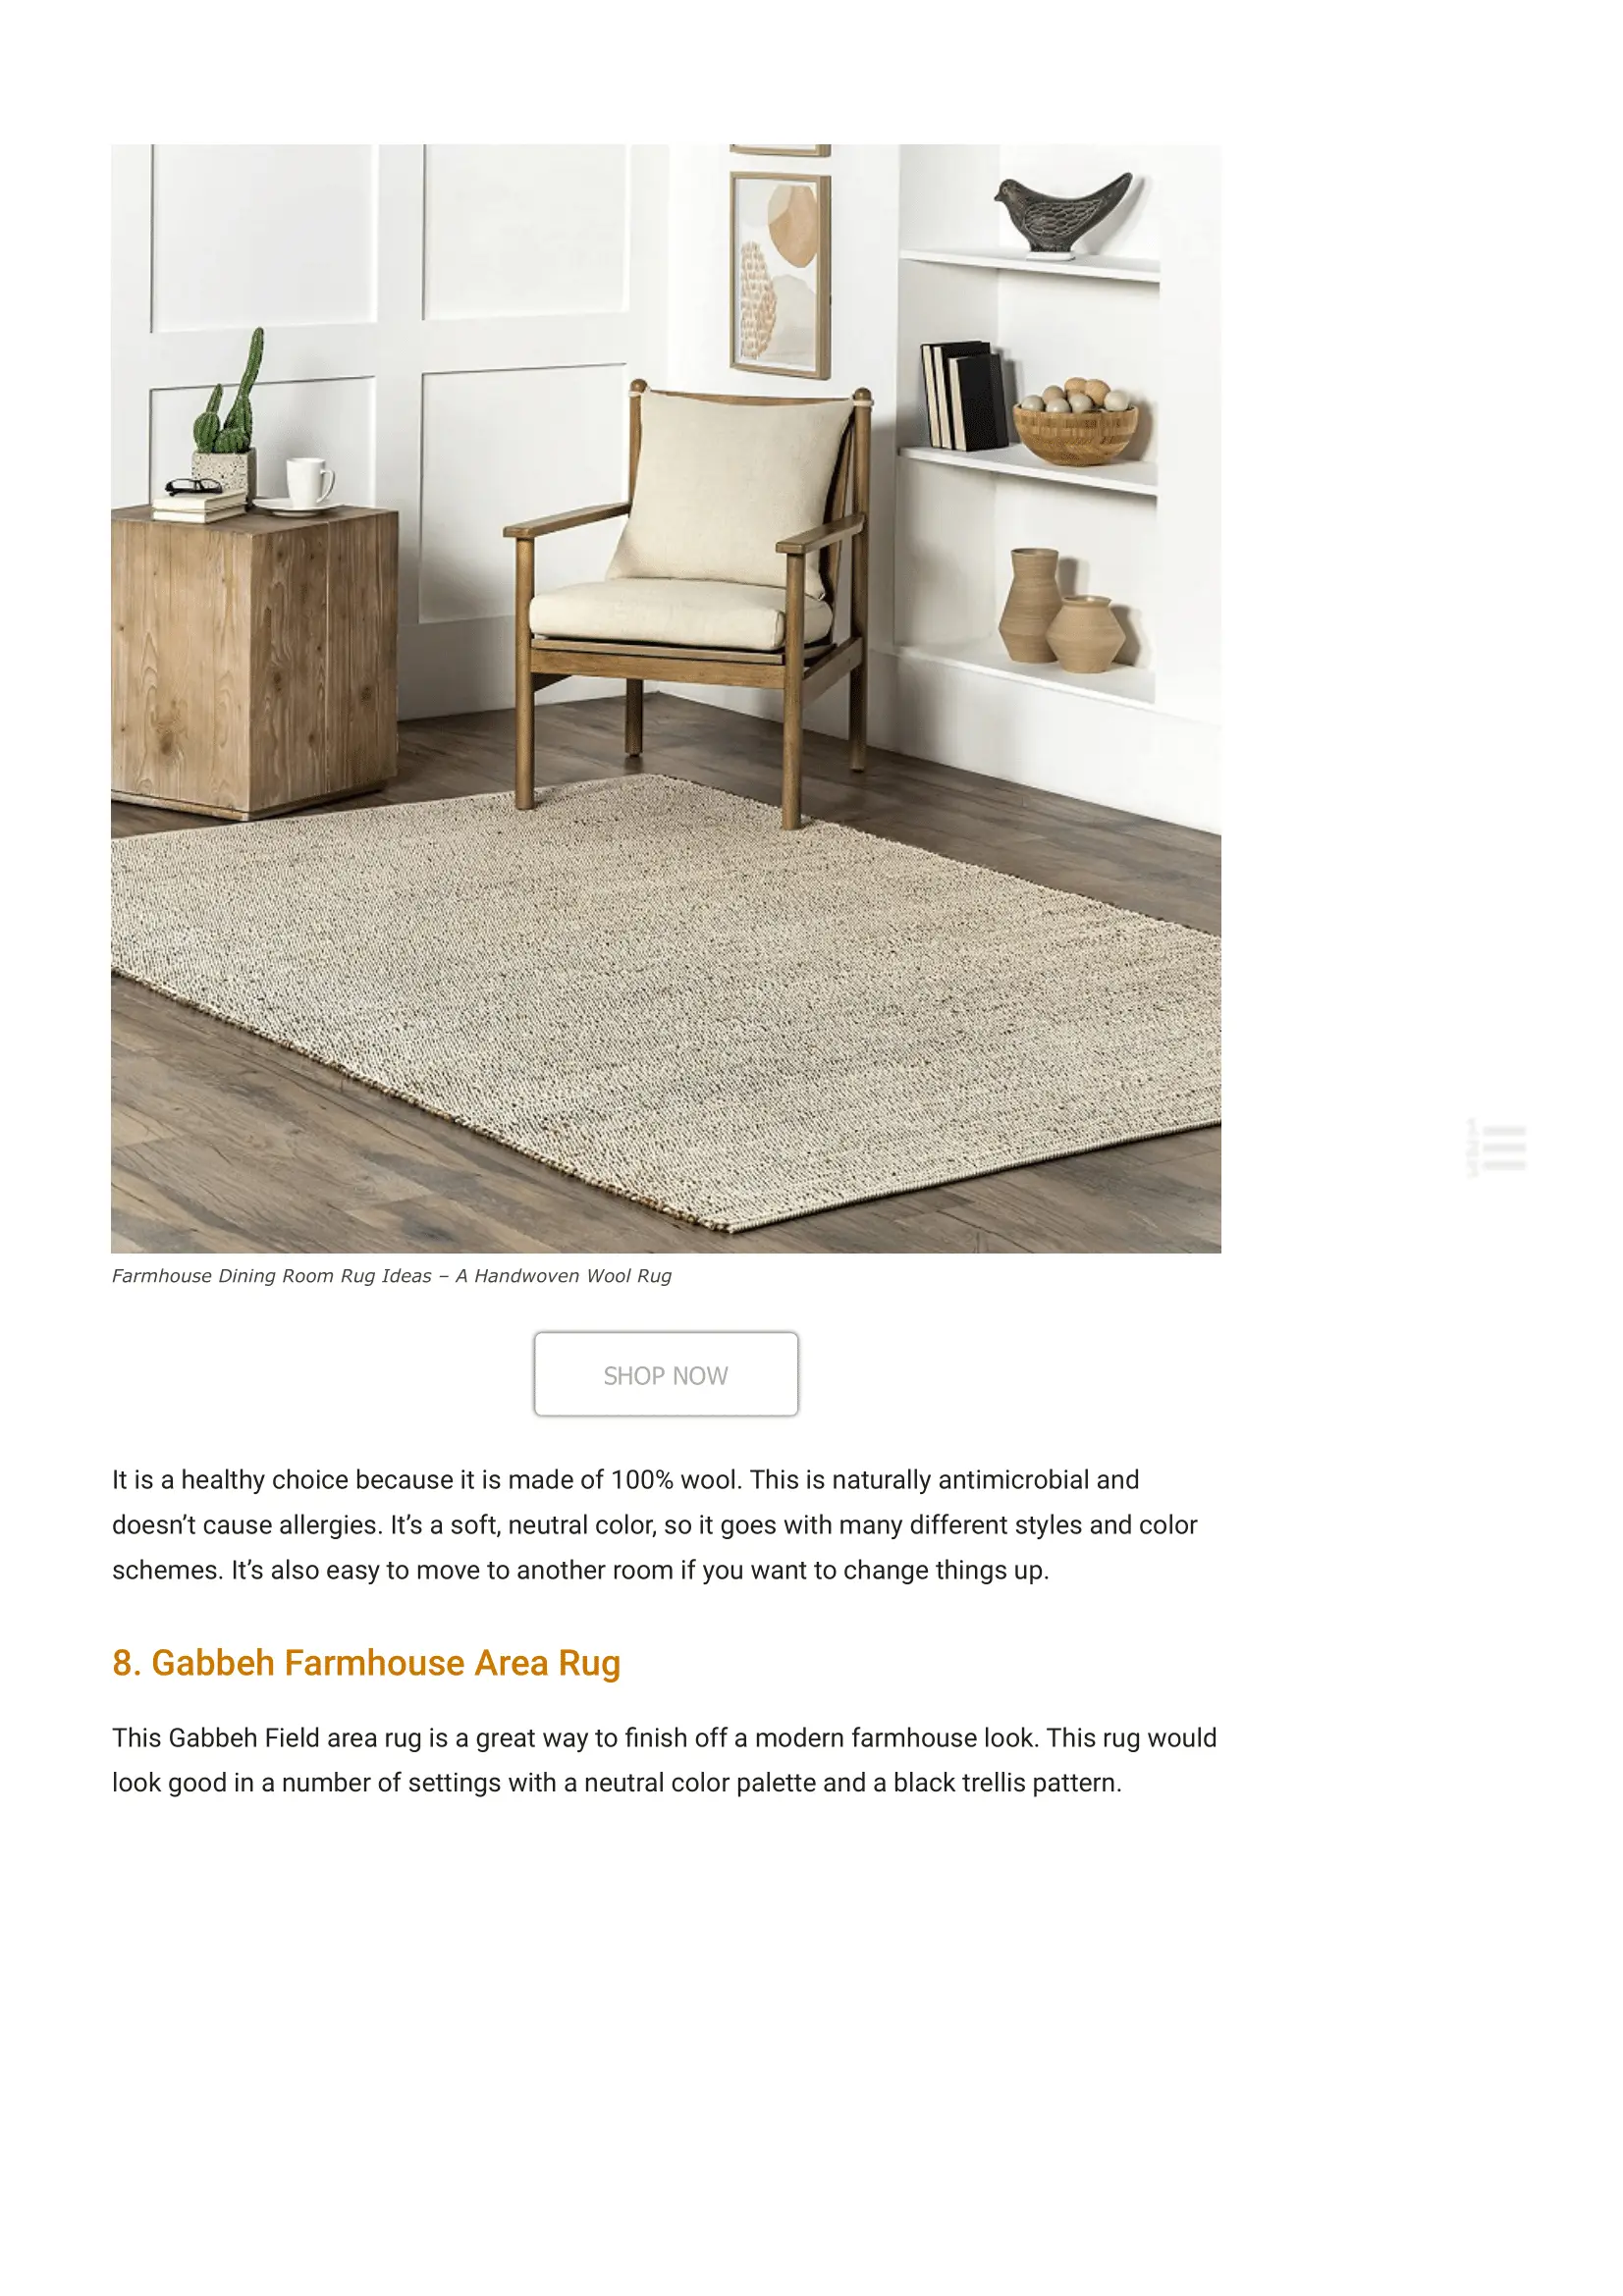 Farmhouse Dining Room Rug Ideas – A Handwoven Wool Rug
SHOP NOW
It is a healthy choice because it is made of 100% wool. This is naturally antimicrobial and
doesn’t cause allergies. It’s a soft, neutral color, so it goes with many different styles and color
schemes. It’s also easy to move to another room if you want to change things up.
8. Gabbeh Farmhouse Area Rug
This Gabbeh Field area rug is a great way to finish off a modern farmhouse look. This rug would
look good in a number of settings with a neutral color palette and a black trellis pattern.